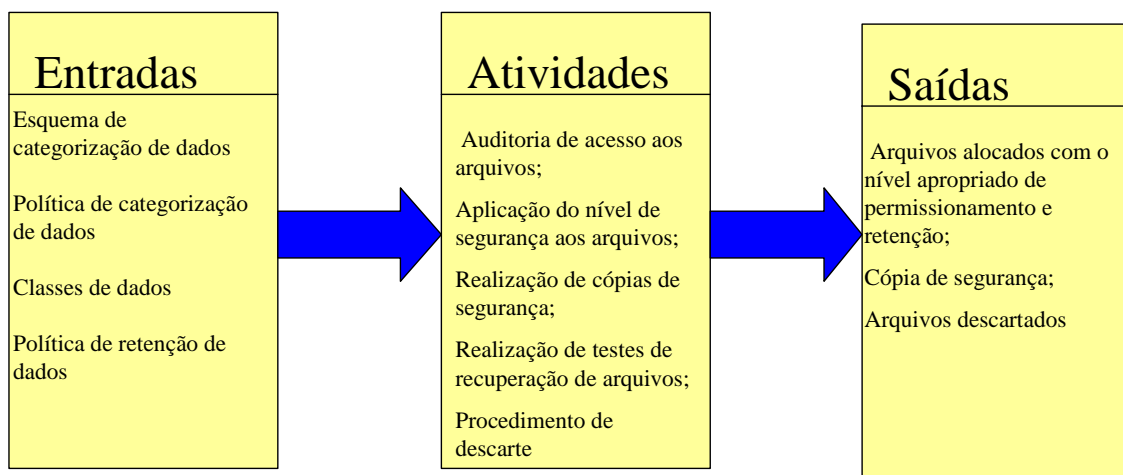 Entradas
Esquema de
categorização de dados
Política de categorização
de dados
Classes de dados
Política de retenção de
dados
Atividades
Auditoria de acesso aos
arquivos;
Aplicação do nível de
segurança aos arquivos;
Realização de cópias de
segurança;
Realização de testes de
recuperação de arquivos;
Procedimento de
descarte
Saídas
Arquivos alocados com o
nível apropriado de
permissionamento e
retenção;
Cópia de segurança;
Arquivos descartados